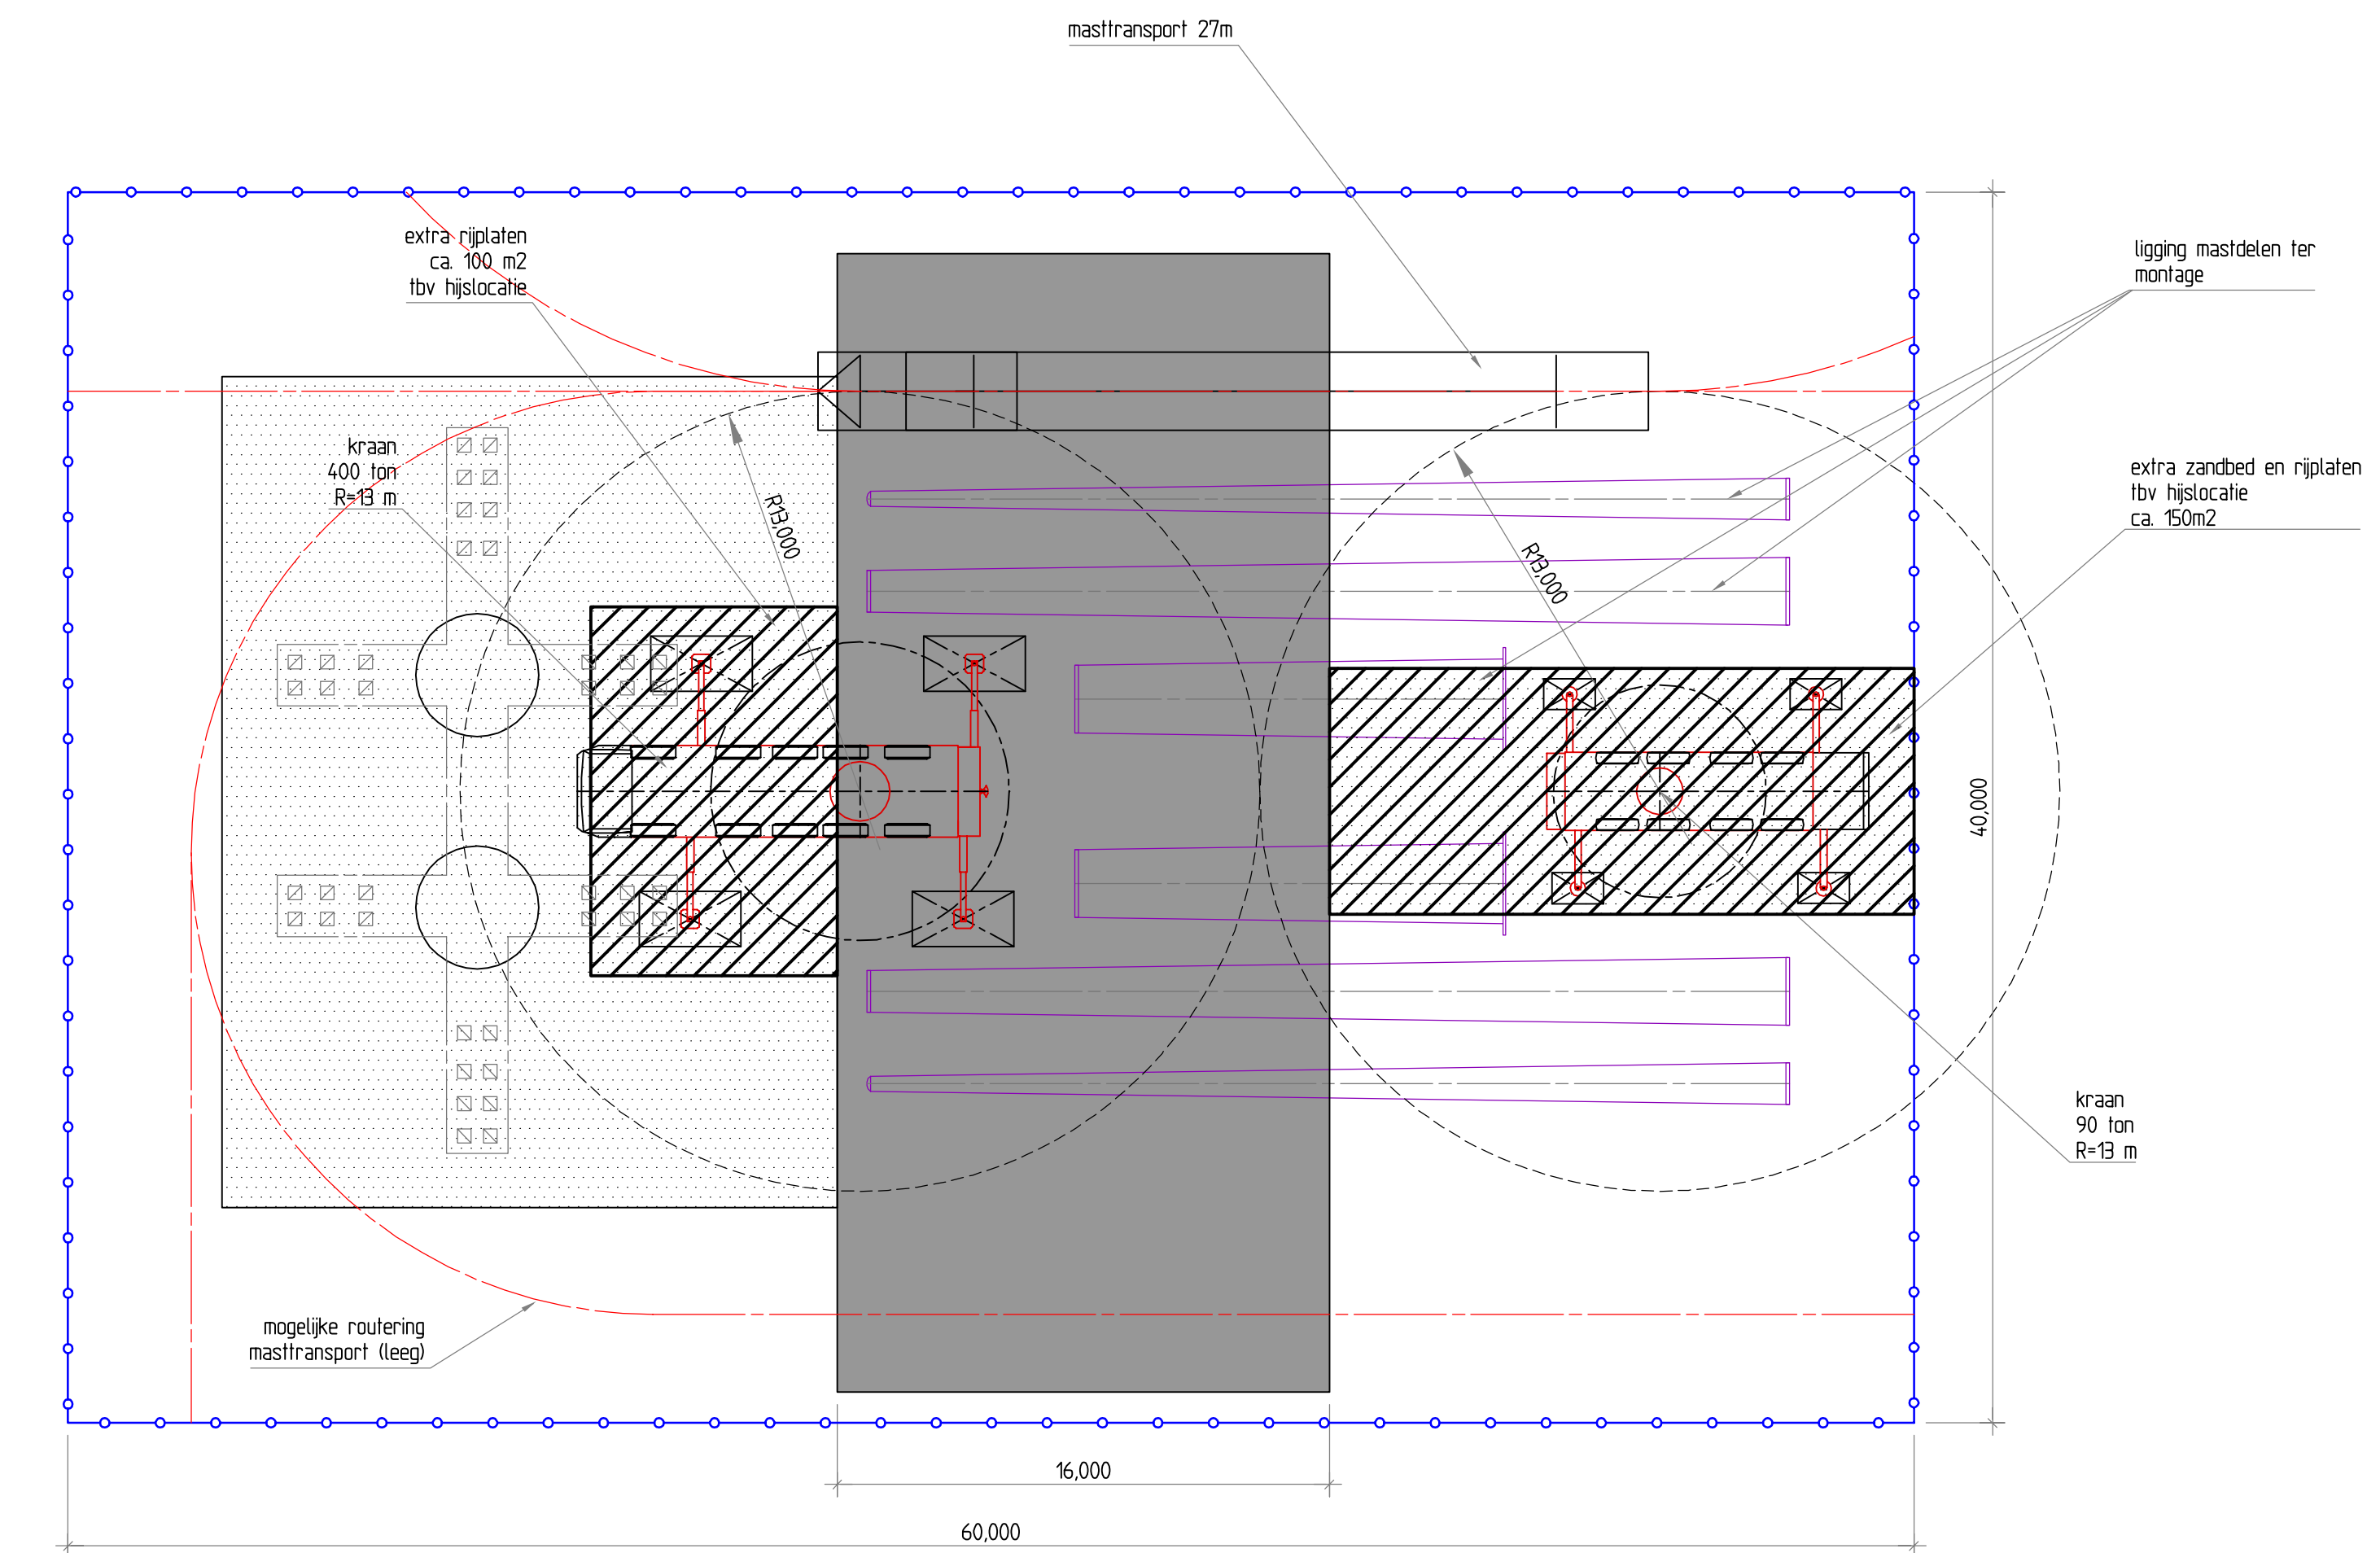 masttransport 27m
extra rijplaten
ca. 100 m2
tbv hijslocatie
ligging mastdelen ter
montage
kraan
400 ton
R=13 m
extra zandbed en rijplaten
tbv hijslocatie
ca. 150m2
R13,000
R13,000
40,000
kraan
90 ton
R=13 m
mogelijke routering
masttransport (leeg)
16,000
60,000